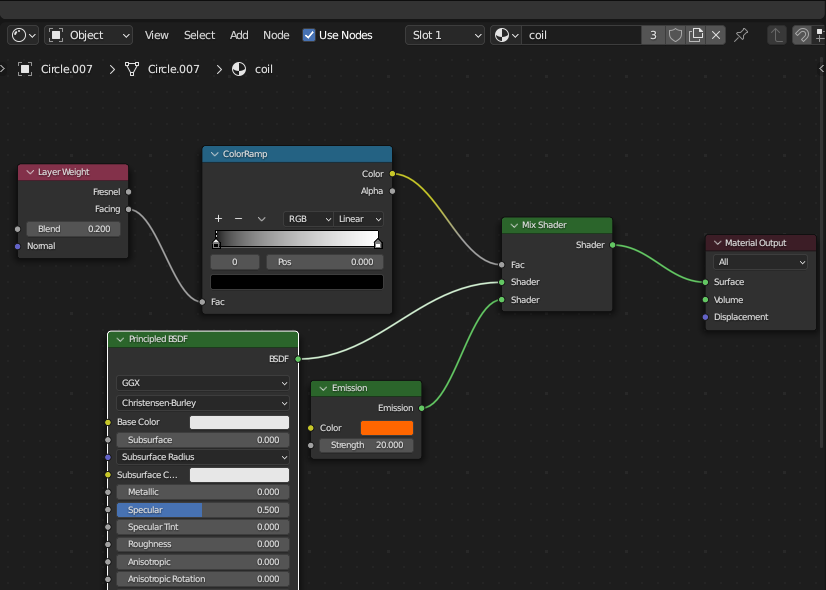 Object View Select Add Node Use Nodes Slot 1 coil 3
Circle.007 Circle.007 coil
Layer Weight
Fresnel
Facing
Blend 0.200
Normal
ColorRamp
Color
Alpha
RGB Linear
0 Pos 0.000
Fac
Mix Shader
Shader
Fac
Shader
Shader
Material Output
All
Surface
Volume
Displacement
Principled BSDF
BSDF
GGX
Christensen-Burley
Base Color
Subsurface 0.000
Subsurface Radius
Subsurface C...
Metallic 0.000
Specular 0.500
Specular Tint 0.000
Roughness 0.000
Anisotropic 0.000
Anisotropic Rotation 0.000
Emission
Emission
Color
Strength 20.000